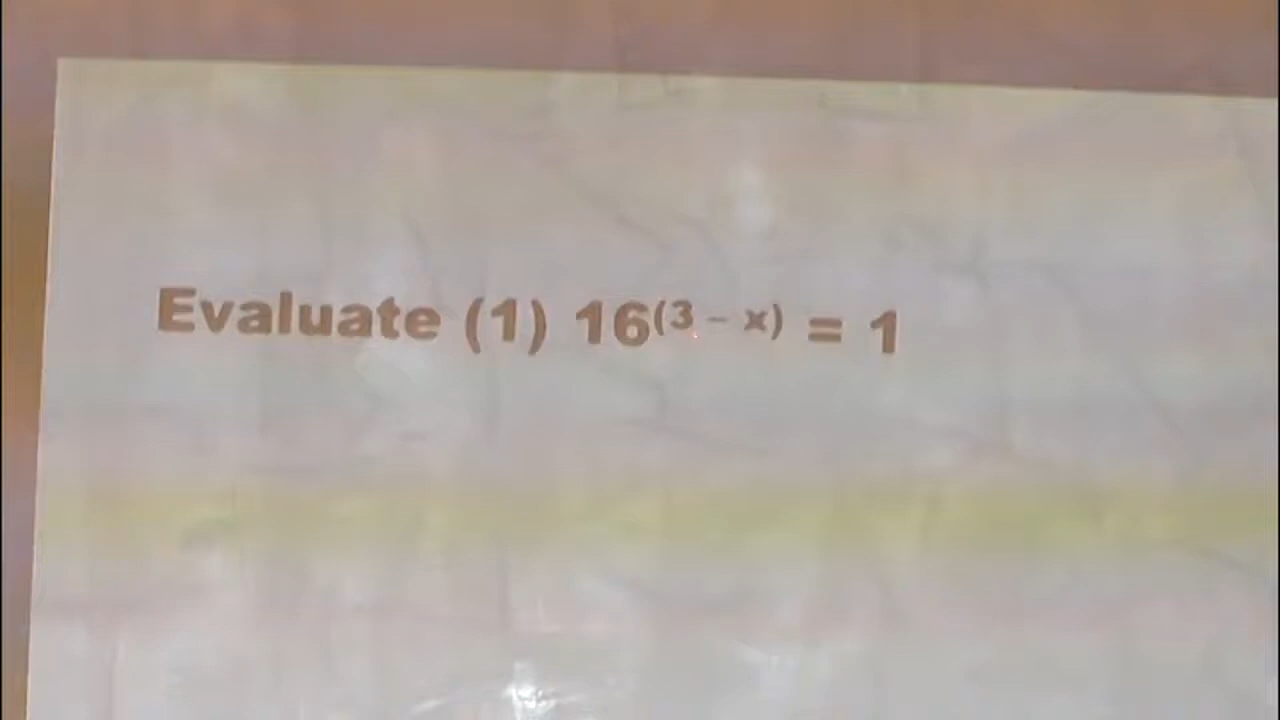 Evaluate (1) 16⁽³ ⁻ ˣ⁾ = 1